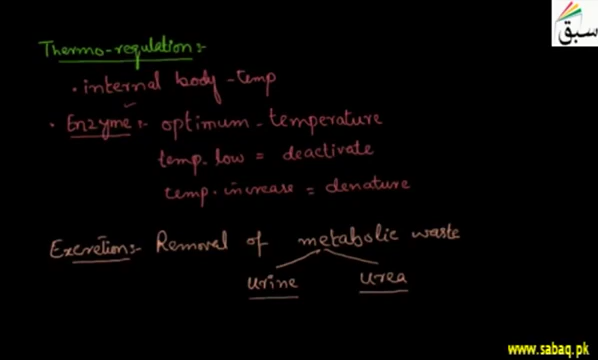 سبق
Thermo-regulation:-
• internal body-temp
• Enzyme:- optimum-temperature
temp.low = deactivate
temp.increase = denature
Excretion:- Removal of metabolic waste
Urine Urea
www.sabaq.pk